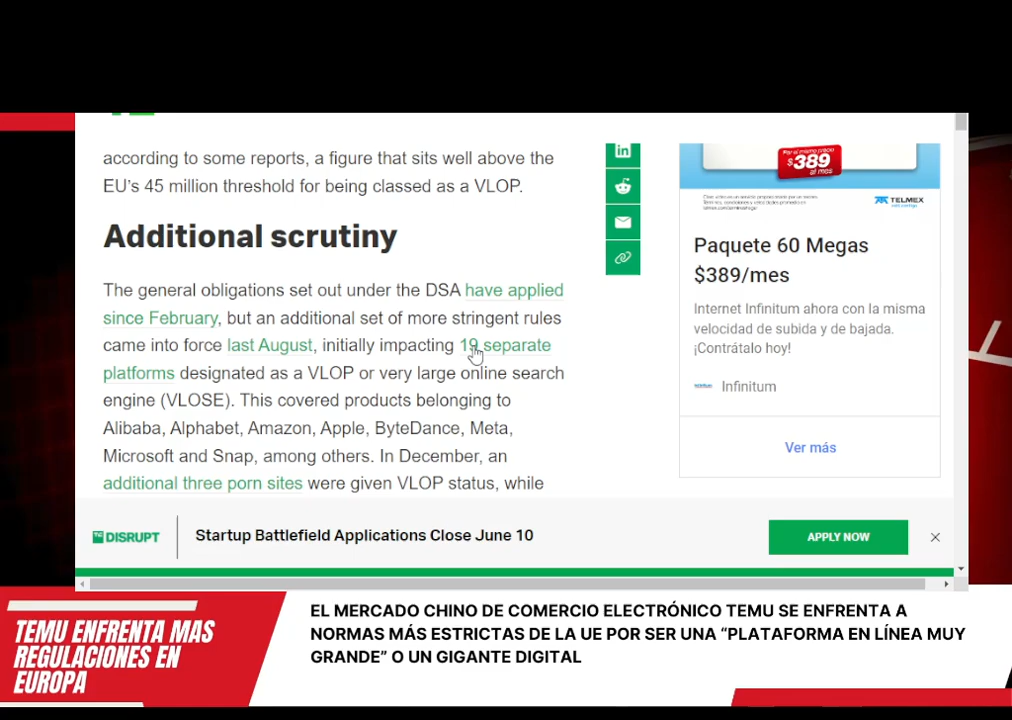 according to some reports, a figure that sits well above the
EU's 45 million threshold for being classed as a VLOP.
Additional scrutiny
The general obligations set out under the DSA have applied
since February, but an additional set of more stringent rules
came into force last August, initially impacting 19 separate
platforms designated as a VLOP or very large online search
engine (VLOSE). This covered products belonging to
Alibaba, Alphabet, Amazon, Apple, ByteDance, Meta,
Microsoft and Snap, among others. In December, an
additional three porn sites were given VLOP status, while
in
Por el mismo precio
$389
al mes
TELMEX
Paquete 60 Megas
$389/mes
Internet Infinitum ahora con la misma
velocidad de subida y de bajada.
¡Contrátalo hoy!
Infinitum
Ver más
DISRUPT
Startup Battlefield Applications Close June 10
APPLY NOW
TEMU ENFRENTA MAS
REGULACIONES EN
EUROPA
EL MERCADO CHINO DE COMERCIO ELECTRÓNICO TEMU SE ENFRENTA A
NORMAS MÁS ESTRICTAS DE LA UE POR SER UNA “PLATAFORMA EN LÍNEA MUY
GRANDE” O UN GIGANTE DIGITAL